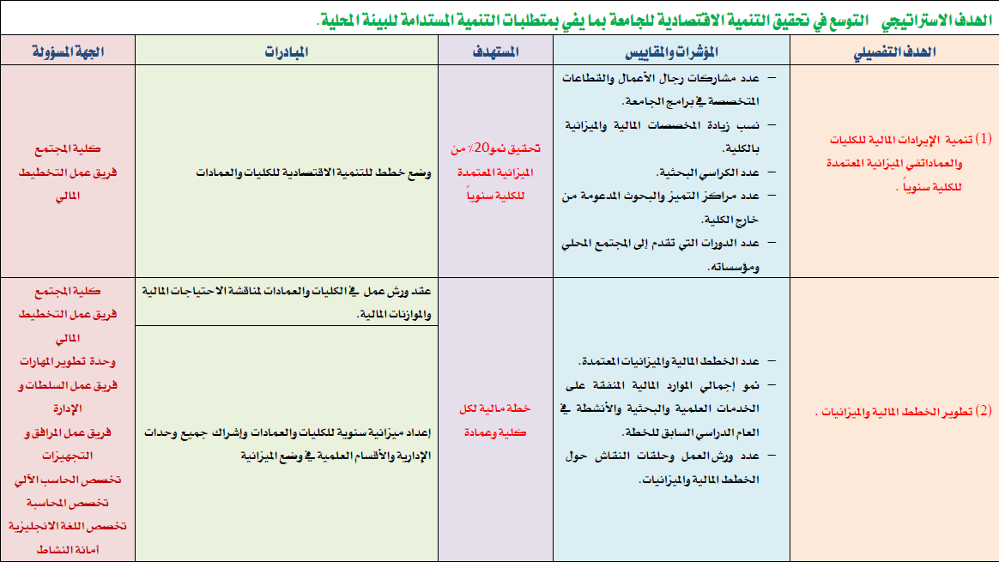 الهدف الاستراتيجي التوسع في تحقيق التنمية الاقتصادية للجامعة بما يفي بمتطلبات التنمية المستدامة للبيئة المحلية.
الهدف التفصيلي
المؤشرات والمقاييس
المستهدف
المبادرات
الجهة المسؤولة
(1) تنمية الإيرادات المالية للكليات
والعماداتفي الميزانية المعتمدة
للكلية سنوياً .
– عدد مشاركات رجال الأعمال والقطاعات
المتخصصة في برامج الجامعة.
– نسب زيادة المخصصات المالية والميزانية
بالكلية.
– عدد الكراسي البحثية.
– عدد مراكز التميز والبحوث المدعومة من
خارج الكلية.
– عدد الدورات التي تقدم إلى المجتمع المحلي
ومؤسساته.
تحقيق نمو20٪ من
الميزانية المعتمدة
للكلية سنوياً
وضع خطط للتنمية الاقتصادية للكليات والعمادات
كلية المجتمع
فريق عمل التخطيط
المالي
(2) تطوير الخطط المالية والميزانيات .
– عدد الخطط المالية والميزانيات المعتمدة.
– نمو إجمالي الموارد المالية المنفقة على
الخدمات العلمية والبحثية والأنشطة في
العام الدراسي السابق للخطة.
– عدد ورش العمل وحلقات النقاش حول
الخطط المالية والميزانيات.
خطة مالية لكل
كلية وعمادة
عقد ورش عمل في الكليات والعمادات لمناقشة الاحتياجات المالية
والموازنات المالية.
إعداد ميزانية سنوية للكليات والعمادات وإشراك جميع وحدات
الإدارية والأقسام العلمية في وضع الميزانية
كلية المجتمع
فريق عمل التخطيط
المالي
وحدة تطوير المهارات
فريق عمل السلطات و
الإدارة
فريق عمل المرافق و
التجهيزات
تخصص الحاسب الآلي
تخصص المحاسبة
تخصص اللغة الانجليزية
أمانة النشاط